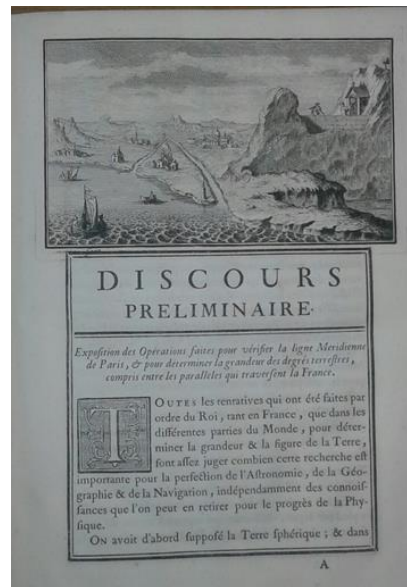 DISCOURS
PRELIMINAIRE.
Expoſition des Opérations faites pour vérifier la ligne Meridienne
de Paris, & pour determiner la grandeur des degrés terreſtres,
compris entre les paralleles qui traverſent la France.
TOUTES les tentatives qui ont été faites par
ordre du Roi, tant en France, que dans les
différentes parties du Monde, pour déter-
miner la grandeur & la figure de la Terre,
font aſſez juger combien cette recherche eſt
importante pour la perfection de l'Aſtronomie, de la Géo-
graphie & de la Navigation, indépendamment des connoiſ-
ſances que l'on peut en retirer pour le progrès de la Phy-
ſique.
ON avoit d'abord ſuppoſé la Terre ſphérique ; & dans
A